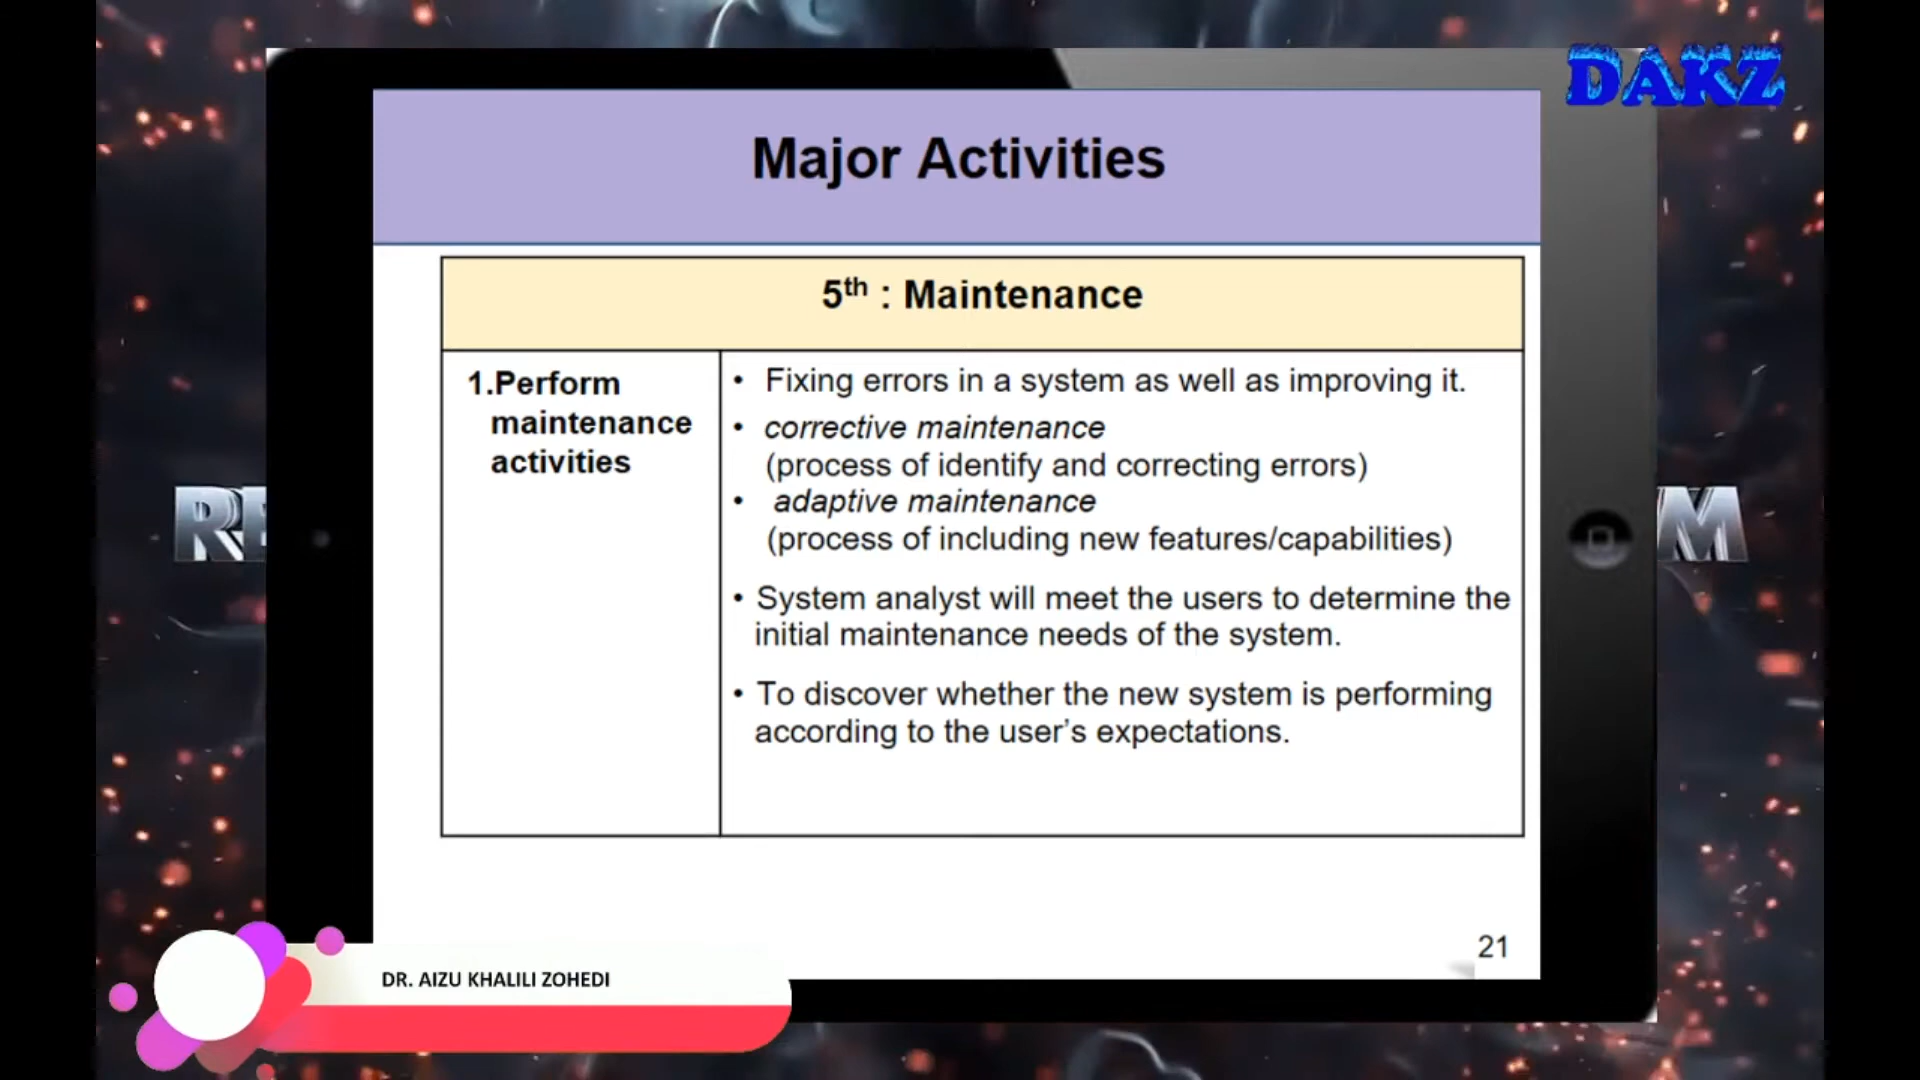 DAKZ
Major Activities
5th : Maintenance
1.Perform
maintenance
activities
• Fixing errors in a system as well as improving it.
• corrective maintenance
(process of identify and correcting errors)
• adaptive maintenance
(process of including new features/capabilities)
• System analyst will meet the users to determine the
initial maintenance needs of the system.
• To discover whether the new system is performing
according to the user’s expectations.
21
DR. AIZU KHALILI ZOHEDI